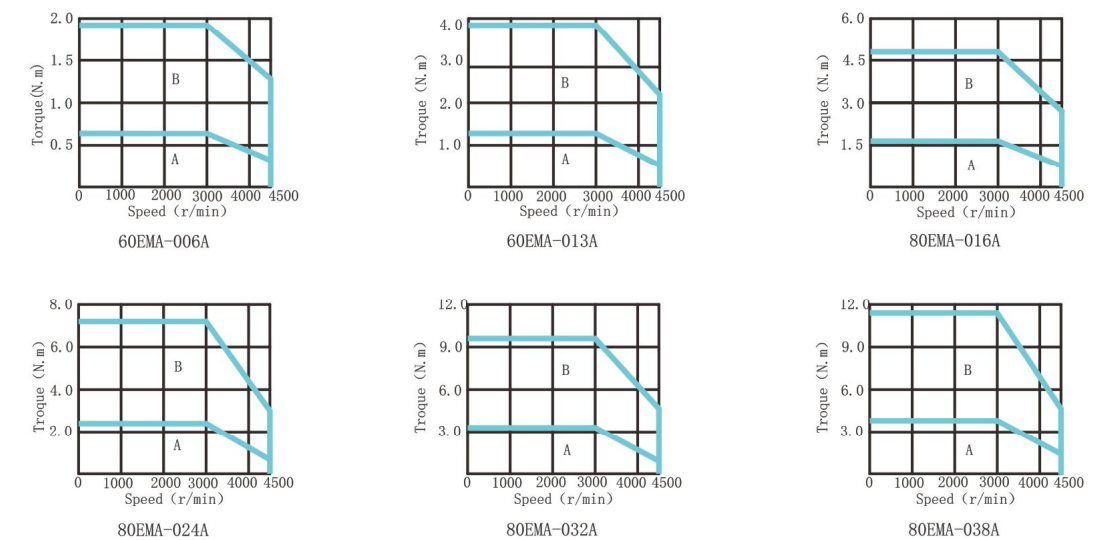 2.0
1.5
1.0
0.5
Torque(N.m)
B
A
0 1000 2000 3000 4000 4500
Speed (r/min)
60EMA-006A
4.0
3.0
2.0
1.0
Troque (N.m)
B
A
0 1000 2000 3000 4000 4500
Speed (r/min)
60EMA-013A
6.0
4.5
3.0
1.5
Troque (N.m)
B
A
0 1000 2000 3000 4000 4500
Speed (r/min)
80EMA-016A
8.0
6.0
4.0
2.0
Troque (N.m)
B
A
0 1000 2000 3000 4000 4500
Speed (r/min)
80EMA-024A
12.0
9.0
6.0
3.0
Troque (N.m)
B
A
0 1000 2000 3000 4000 4500
Speed (r/min)
80EMA-032A
12.0
9.0
6.0
3.0
Troque (N.m)
B
A
0 1000 2000 3000 4000 4500
Speed (r/min)
80EMA-038A